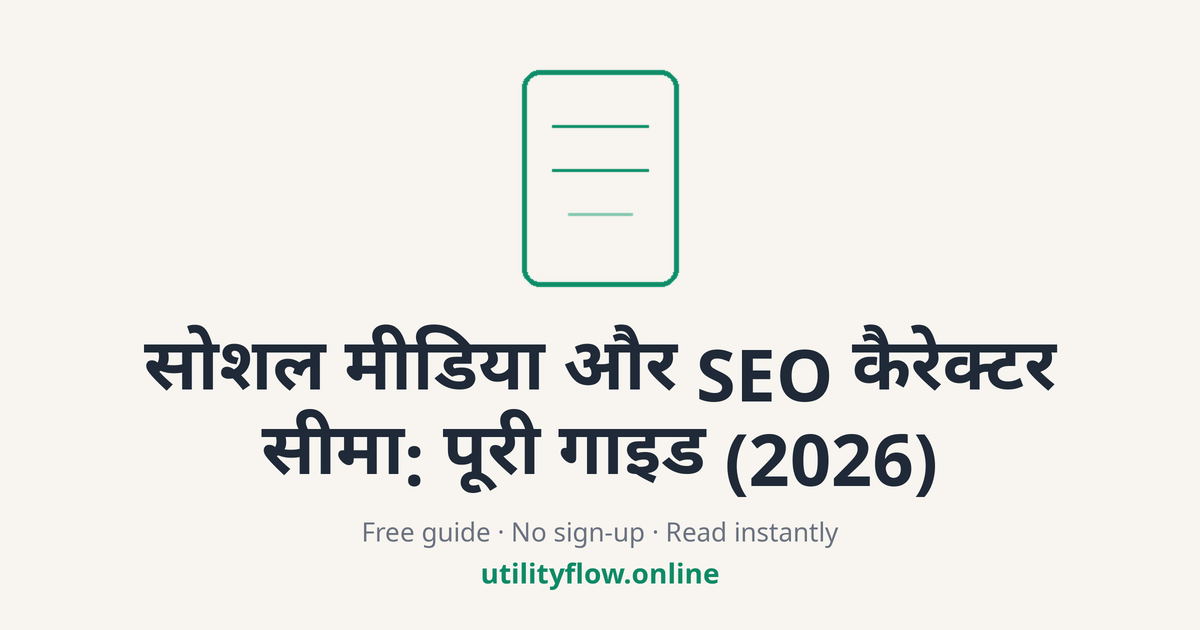 सोशल मीडिया और SEO कैरेक्टर
सीमा: पूरी गाइड (2026)
Free guide · No sign-up · Read instantly
utilityflow.online